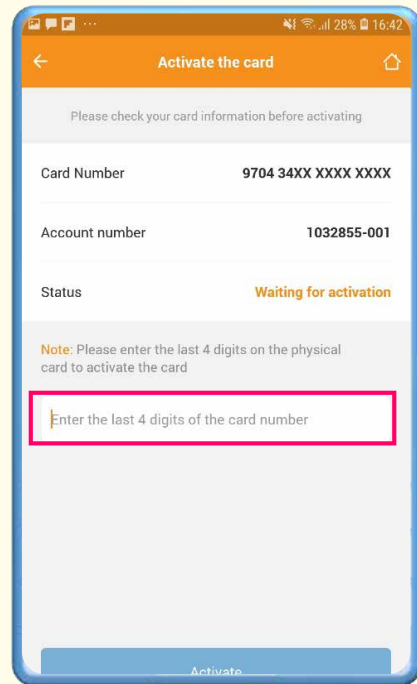 28% 16:42
Activate the card
Please check your card information before activating
Card Number 9704 34XX XXXX XXXX
Account number 1032855-001
Status Waiting for activation
Note: Please enter the last 4 digits on the physical
card to activate the card
Enter the last 4 digits of the card number
Activate